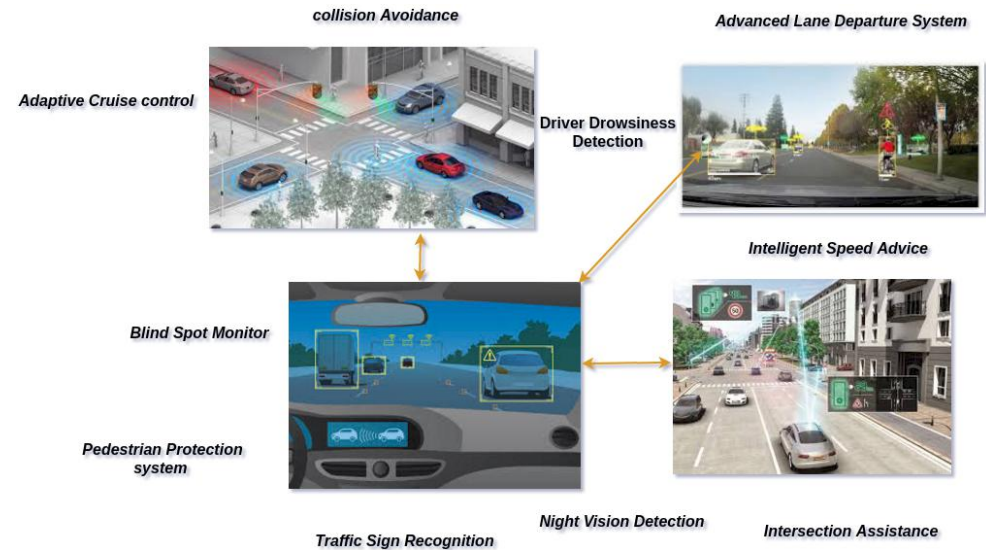 collision Avoidance
Advanced Lane Departure System
Adaptive Cruise control
Driver Drowsiness
Detection
Intelligent Speed Advice
50
Blind Spot Monitor
Pedestrian Protection
system
Night Vision Detection
Traffic Sign Recognition
Intersection Assistance